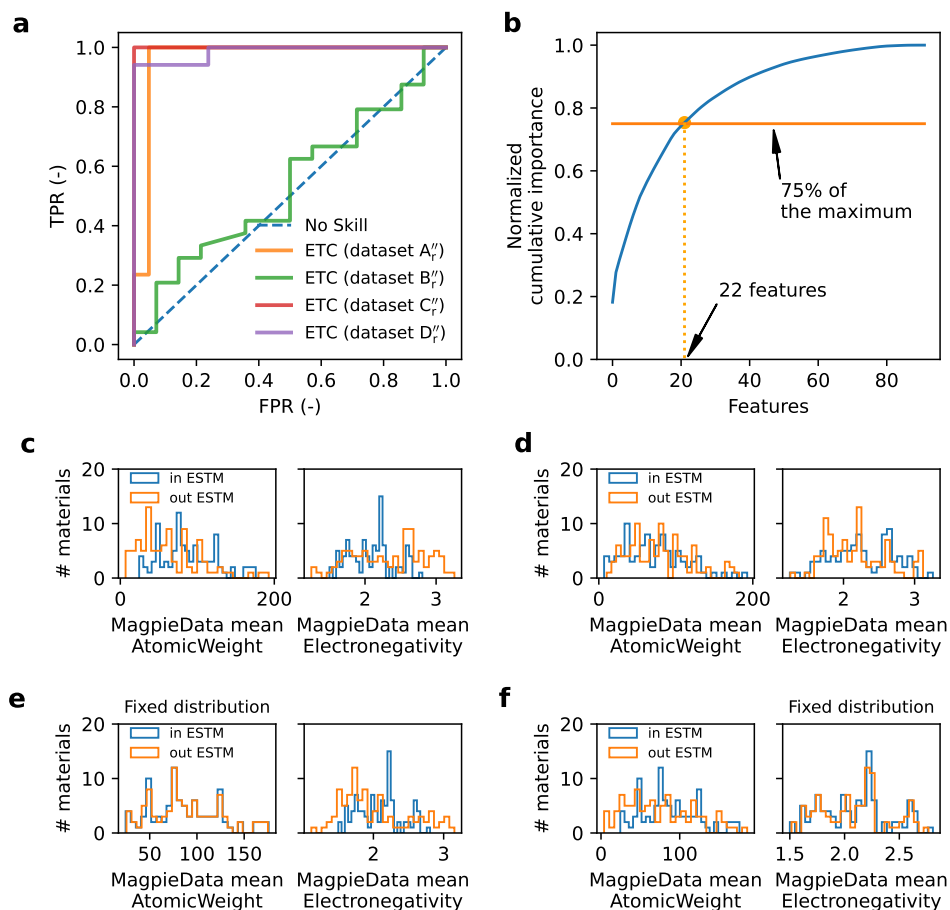 a
1.0
0.8
0.6
0.4
0.2
0.0
TPR (-)
No Skill
ETC (dataset A″r)
ETC (dataset B″r)
ETC (dataset C″r)
ETC (dataset D″r)
0.0 0.2 0.4 0.6 0.8 1.0
FPR (-)
b
1.0
0.8
0.6
0.4
0.2
0.0
Normalized
cumulative importance
75% of
the maximum
22 features
0 20 40 60 80
Features
c
20
10
0
# materials
in ESTM
out ESTM
0 200
MagpieData mean
AtomicWeight
2 3
MagpieData mean
Electronegativity
d
20
10
0
# materials
in ESTM
out ESTM
0 200
MagpieData mean
AtomicWeight
2 3
MagpieData mean
Electronegativity
e
Fixed distribution
20
10
0
# materials
in ESTM
out ESTM
50 100 150
MagpieData mean
AtomicWeight
2 3
MagpieData mean
Electronegativity
f
20
10
0
# materials
in ESTM
out ESTM
0 100
MagpieData mean
AtomicWeight
Fixed distribution
1.5 2.0 2.5
MagpieData mean
Electronegativity